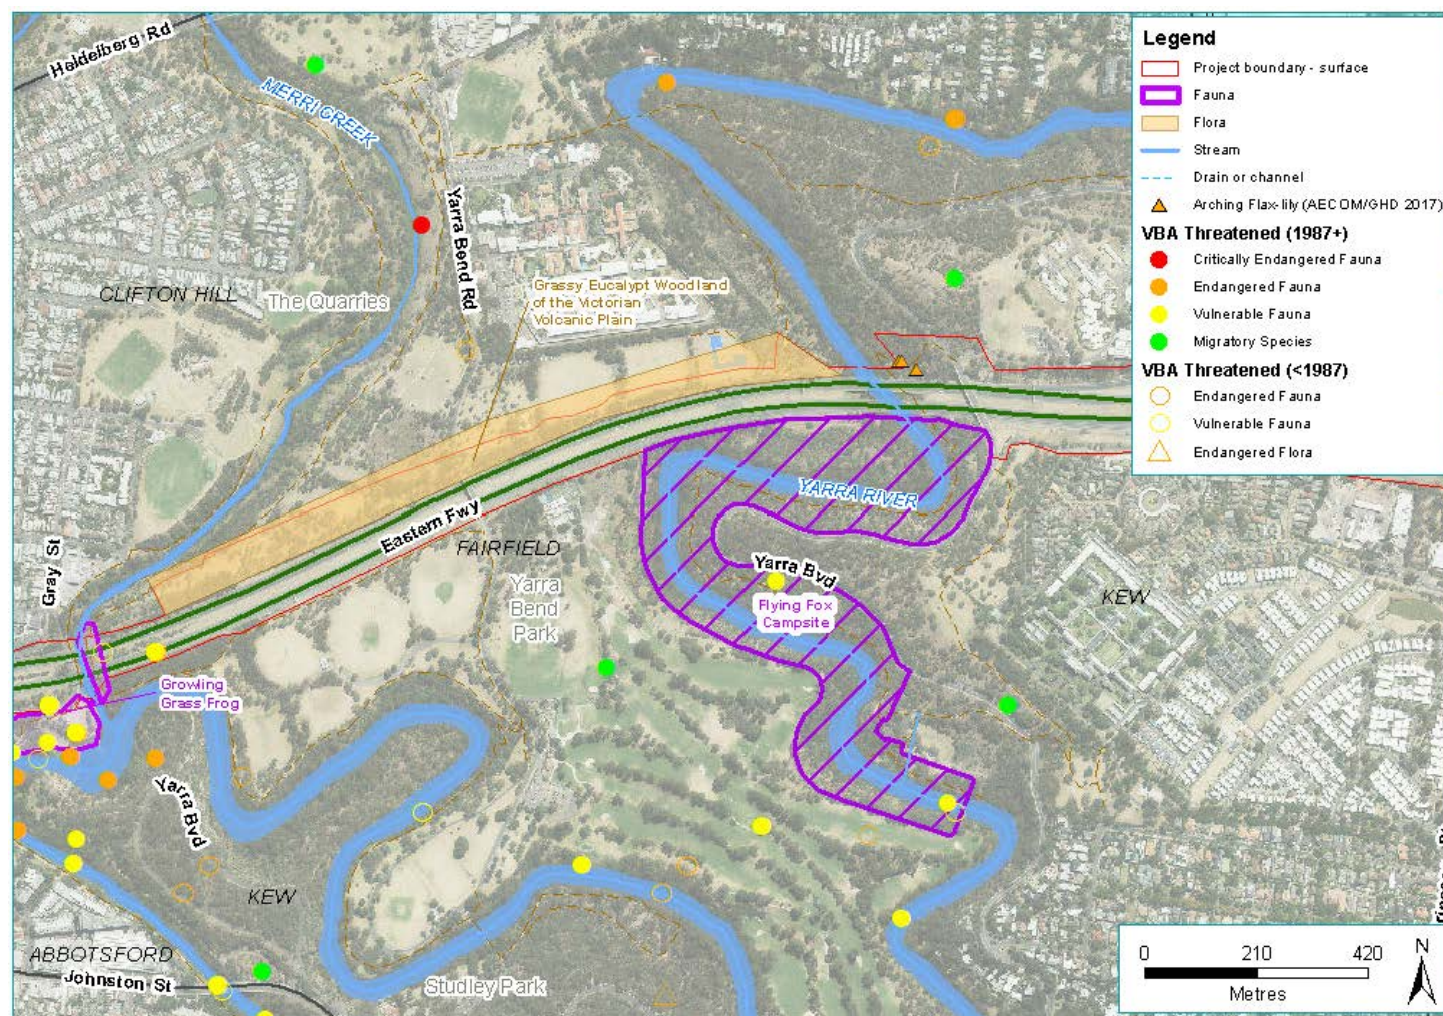 Heidelberg Rd
MERRI CREEK
Yarra Bend Rd
CLIFTON HILL
The Quarries
Grassy Eucalypt Woodland
of the Victorian
Volcanic Plain
Gray St
Eastern Fwy
FAIRFIELD
Yarra
Bend
Park
YARRA RIVER
Yarra Bvd
Flying Fox
Campsite
KEW
Growling
Grass Frog
Yarra Bvd
KEW
ABBOTSFORD
Johnston St
Studley Park
Legend
Project boundary - surface
Fauna
Flora
Stream
Drain or channel
Arching Flax-lily (AECOM/GHD 2017)
VBA Threatened (1987+)
Critically Endangered Fauna
Endangered Fauna
Vulnerable Fauna
Migratory Species
VBA Threatened (<1987)
Endangered Fauna
Vulnerable Fauna
Endangered Flora
0 210 420
Metres
N